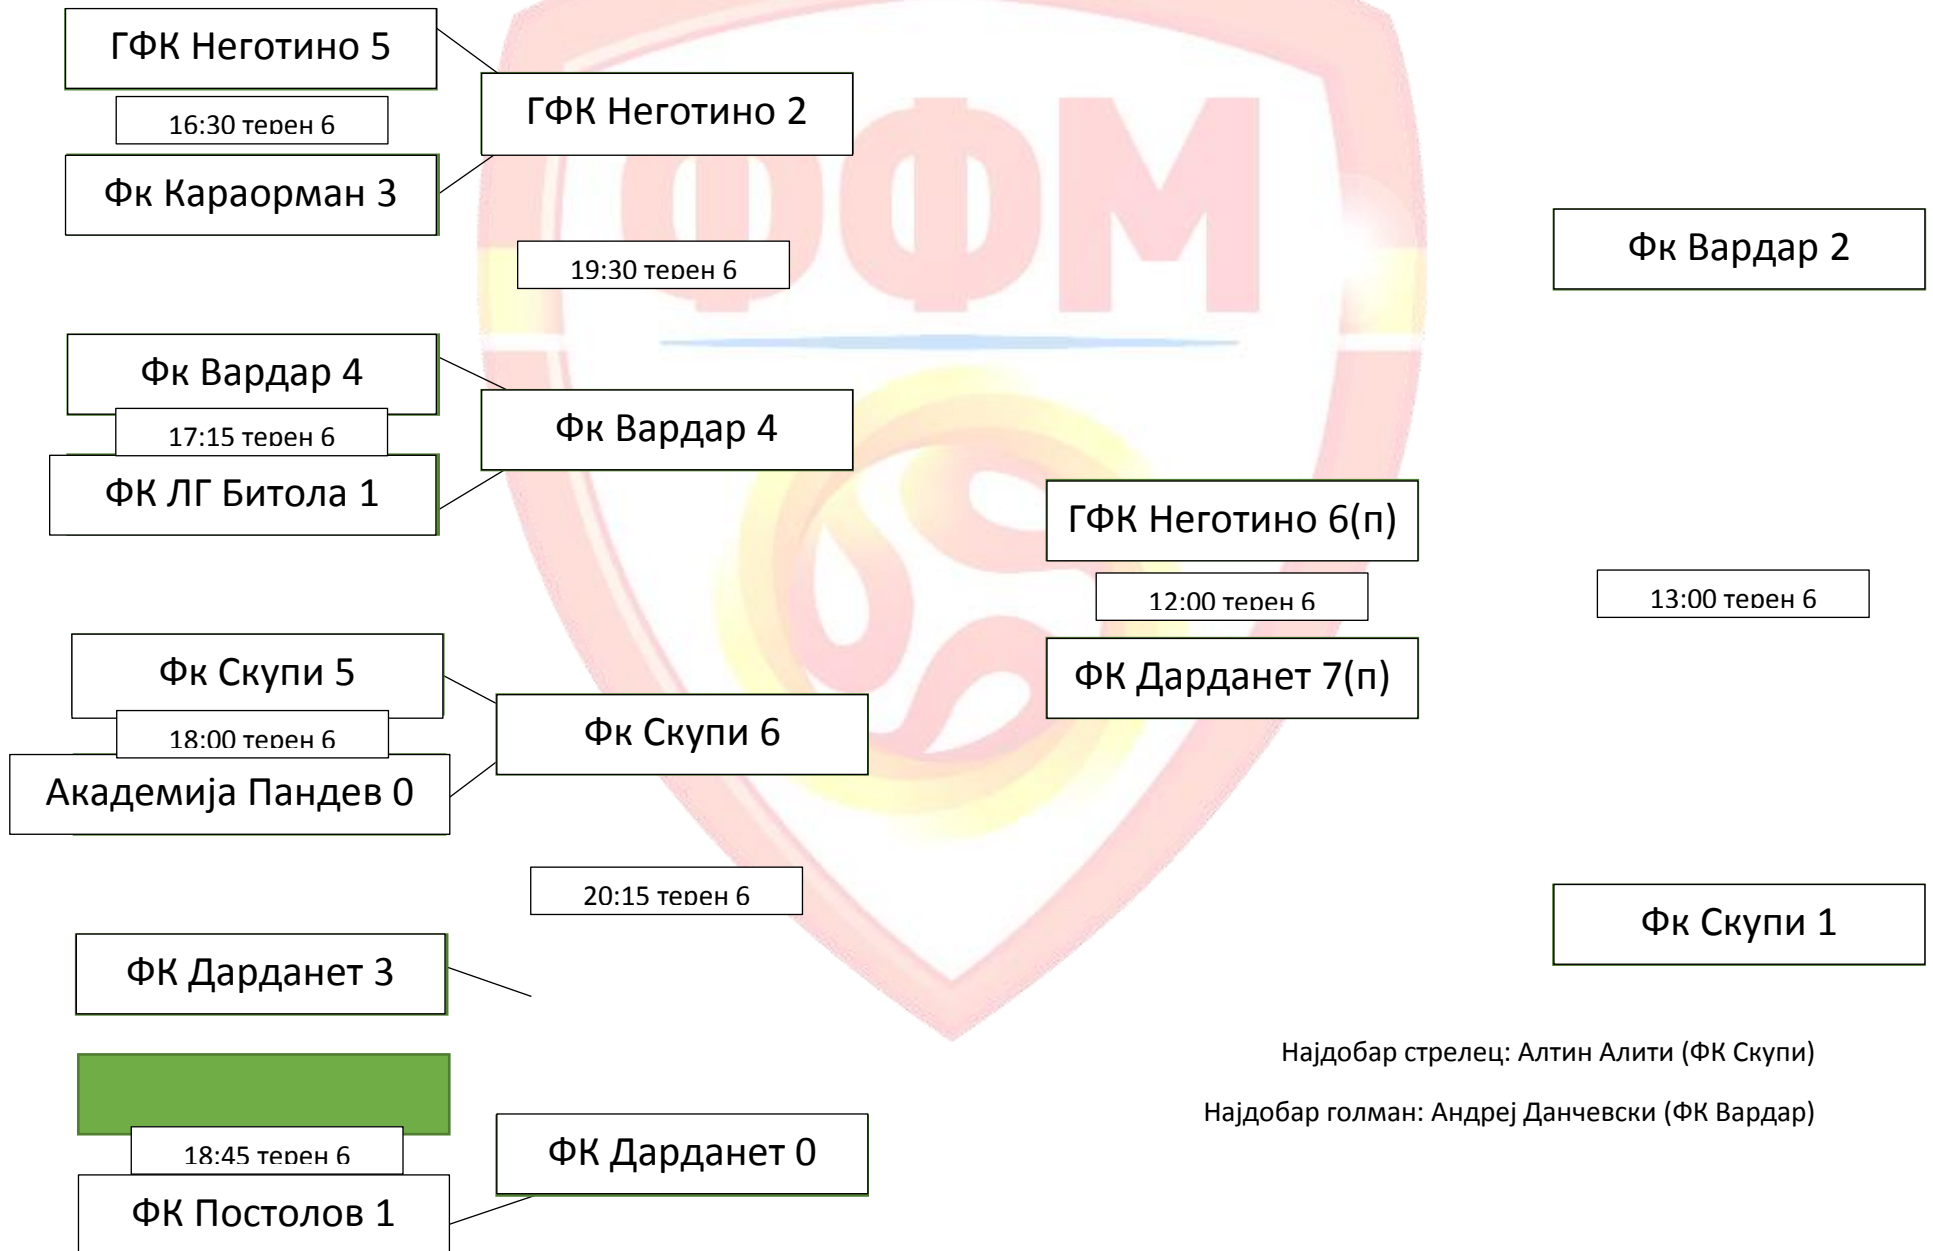 ГФК Неготино 5
16:30 терен 6
Фк Караорман 3
ГФК Неготино 2
19:30 терен 6
Фк Вардар 4
17:15 терен 6
ФК ЛГ Битола 1
Фк Вардар 4
Фк Скупи 5
18:00 терен 6
Академија Пандев 0
Фк Скупи 6
20:15 терен 6
ФК Дарданет 3
18:45 терен 6
ФК Постолов 1
ФК Дарданет 0
ФФМ
ГФК Неготино 6(п)
12:00 терен 6
ФК Дарданет 7(п)
Фк Вардар 2
13:00 терен 6
Фк Скупи 1
Најдобар стрелец: Алтин Алити (ФК Скупи)
Најдобар голман: Андреј Данчевски (ФК Вардар)